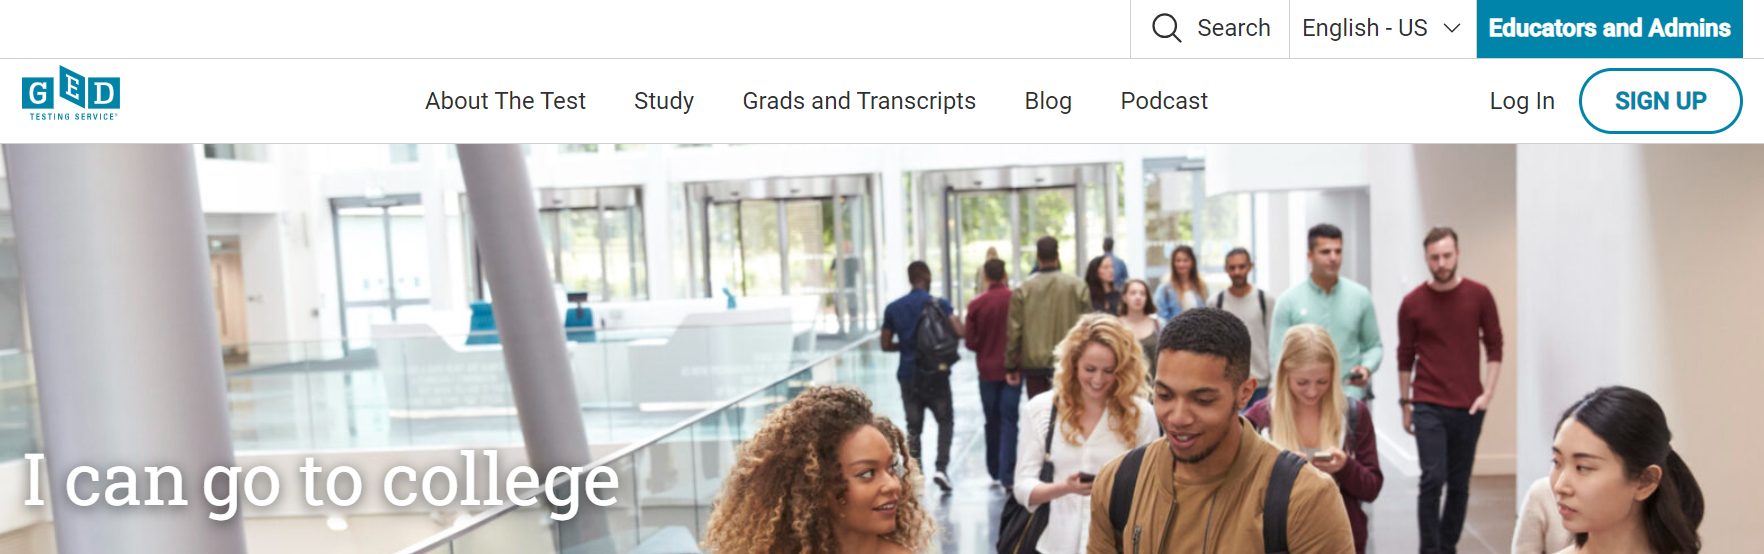 Search
English - US
Educators and Admins
GED
TESTING SERVICE®
About The Test
Study
Grads and Transcripts
Blog
Podcast
Log In
SIGN UP
I can go to college